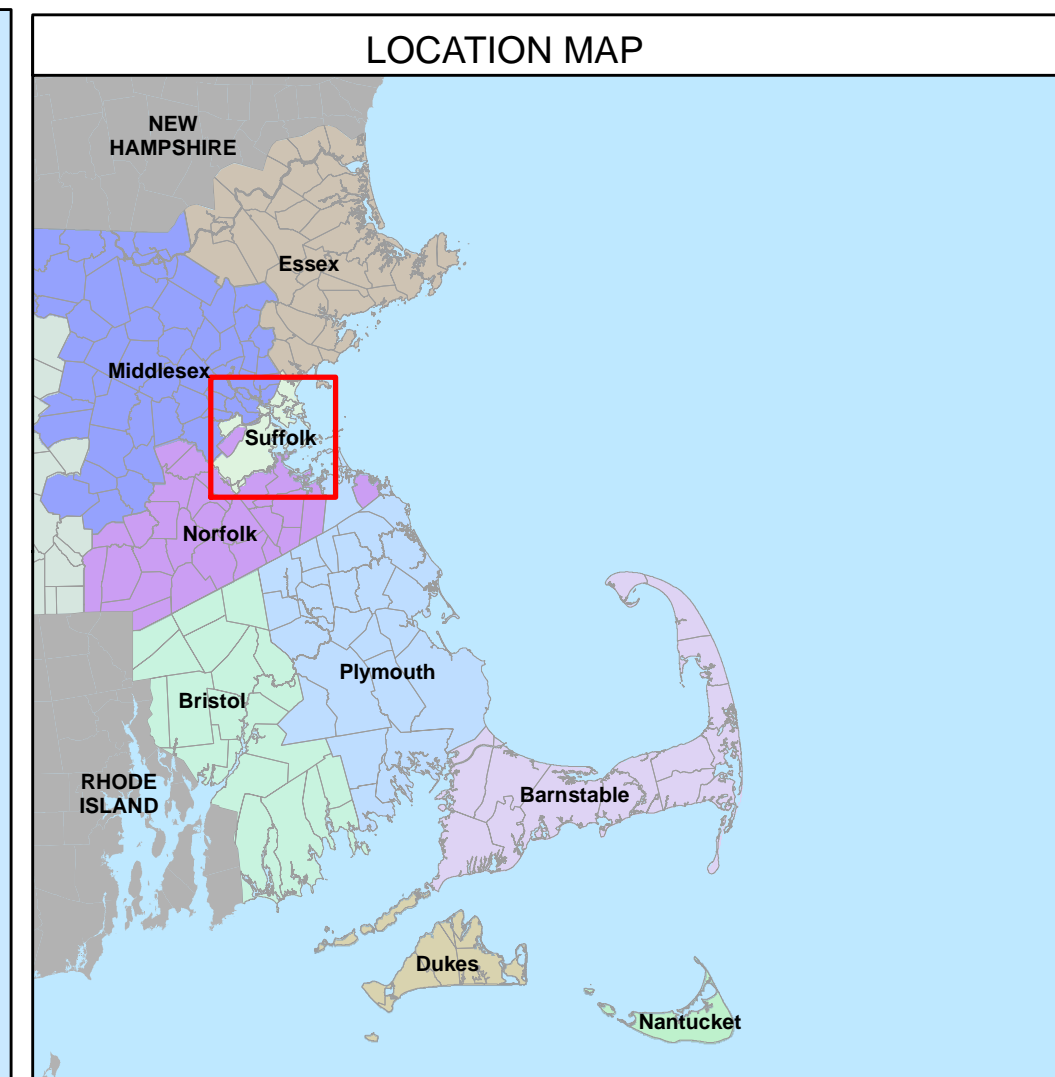 LOCATION MAP
NEW
HAMPSHIRE
Essex
Middlesex
Suffolk
Norfolk
Plymouth
Bristol
RHODE
ISLAND
Barnstable
Dukes
Nantucket